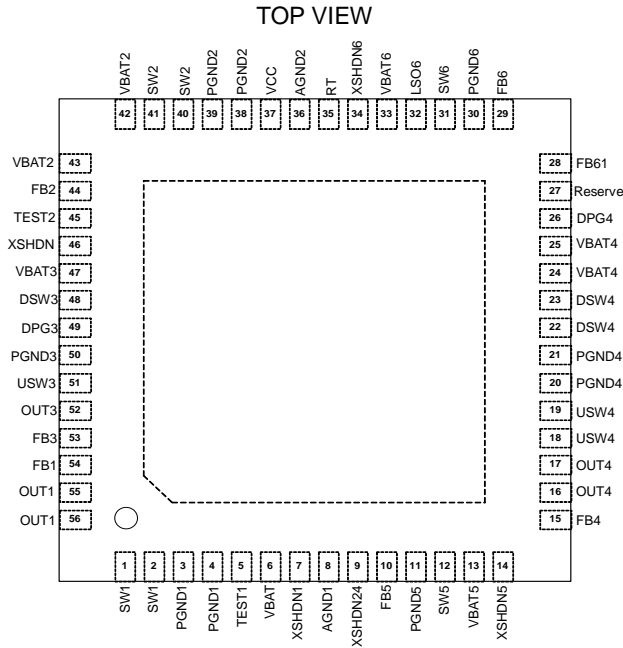 TOP VIEW
VBAT2
SW2
SW2
PGND2
PGND2
VCC
AGND2
RT
XSHDN6
VBAT6
LSO6
SW6
PGND6
FB6
42 41 40 39 38 37 36 35 34 33 32 31 30 29
VBAT2 43
FB2 44
TEST2 45
XSHDN 46
VBAT3 47
DSW3 48
DPG3 49
PGND3 50
USW3 51
OUT3 52
FB3 53
FB1 54
OUT1 55
OUT1 56
28 FB61
27 Reserve
26 DPG4
25 VBAT4
24 VBAT4
23 DSW4
22 DSW4
21 PGND4
20 PGND4
19 USW4
18 USW4
17 OUT4
16 OUT4
15 FB4
1 2 3 4 5 6 7 8 9 10 11 12 13 14
SW1
SW1
PGND1
PGND1
TEST1
VBAT
XSHDN1
AGND1
XSHDN24
FB5
PGND5
SW5
VBAT5
XSHDN5